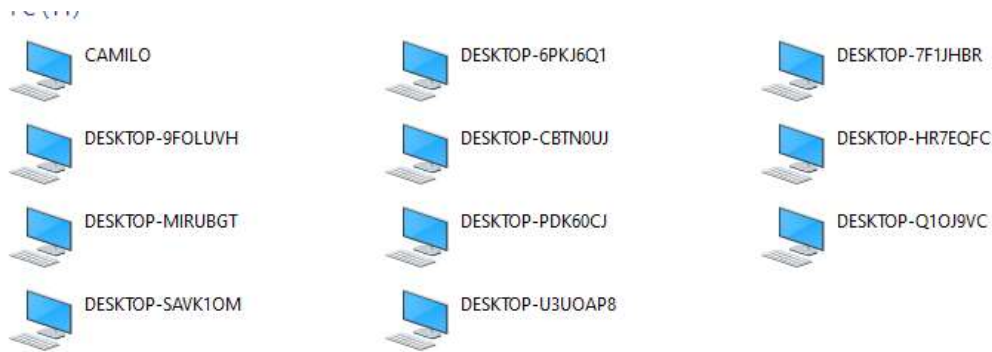 CAMILO
DESKTOP-6PKJ6Q1
DESKTOP-7F1JHBR
DESKTOP-9FOLUVH
DESKTOP-CBTN0UJ
DESKTOP-HR7EQFC
DESKTOP-MIRUBGT
DESKTOP-PDK60CJ
DESKTOP-Q1OJ9VC
DESKTOP-SAVK1OM
DESKTOP-U3UOAP8